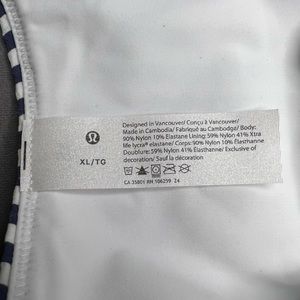 Designed in Vancouver/ Conçu à Vancouver/
Made in Cambodia/ Fabriqué au Cambodge/ Body:
90% Nylon 10% Elastane Lining: 59% Nylon 41% Xtra
Me lycra® elastane/ Corps: 90% Nylon 10% Élasthanne
Doublure: 59% Nylon 41% Élasthanne/ Exclusive of
decoration/ Sauf la décoration
XL/TG
CA 35801 RN 106259 24